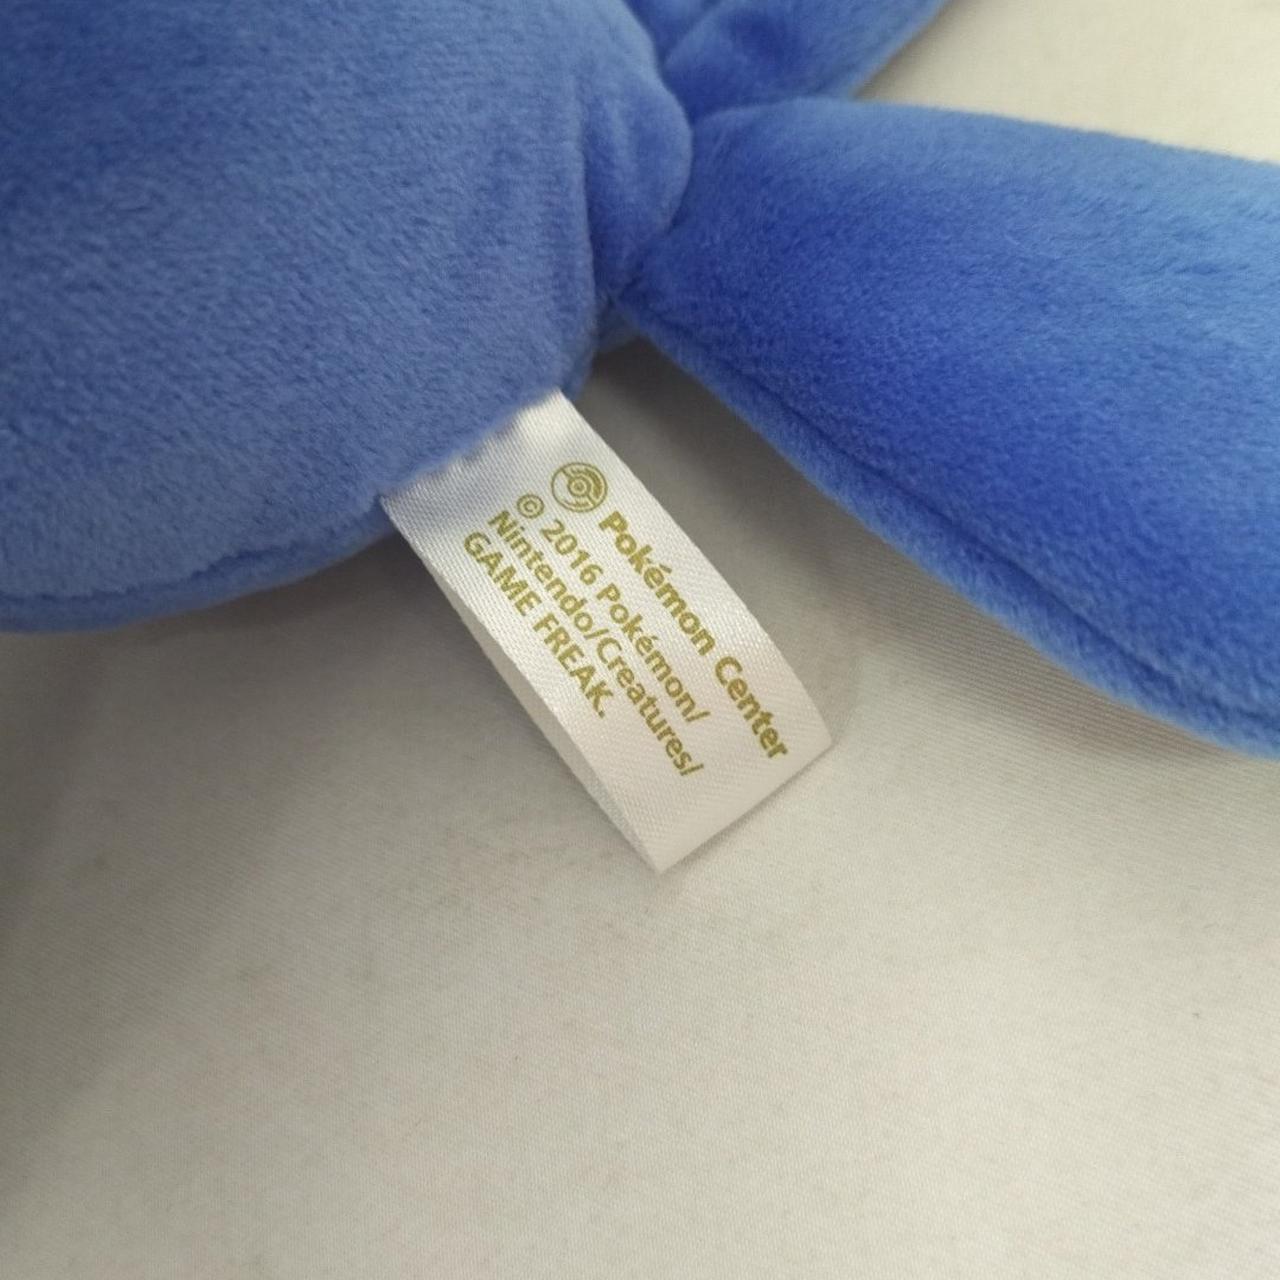 Pokémon Center
© 2016 Pokémon/
Nintendo/Creatures/
GAME FREAK.